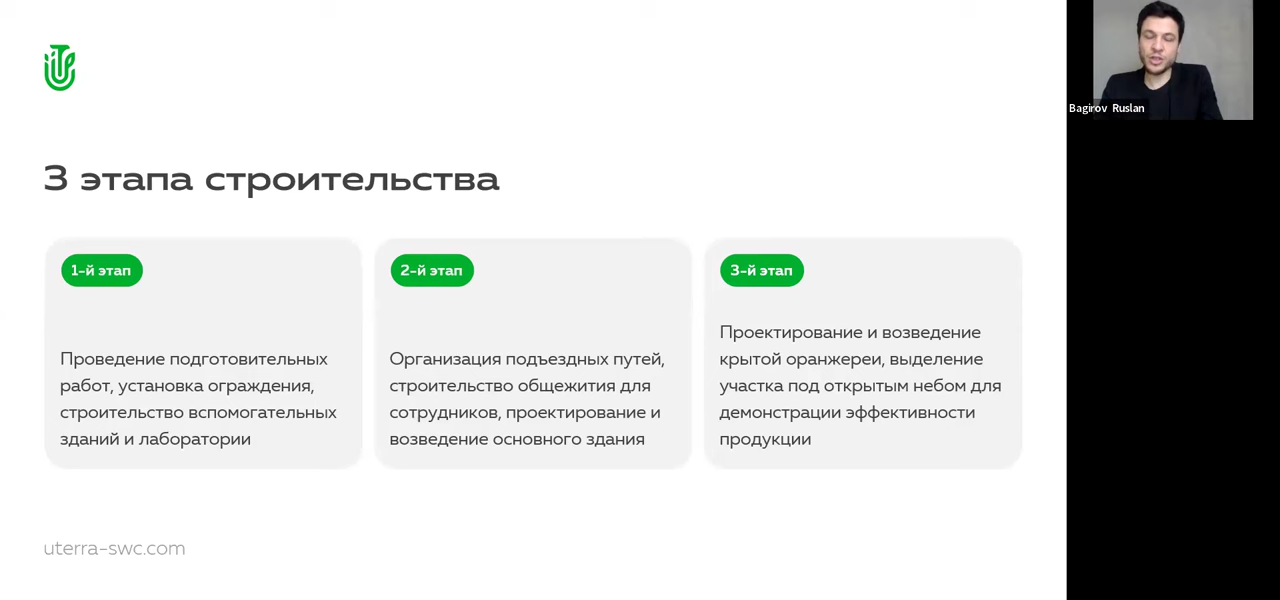 3 этапа строительства
1-й этап
Проведение подготовительных
работ, установка ограждения,
строительство вспомогательных
зданий и лаборатории
2-й этап
Организация подъездных путей,
строительство общежития для
сотрудников, проектирование и
возведение основного здания
3-й этап
Проектирование и возведение
крытой оранжереи, выделение
участка под открытым небом для
демонстрации эффективности
продукции
uterra-swc.com
Bagirov Ruslan